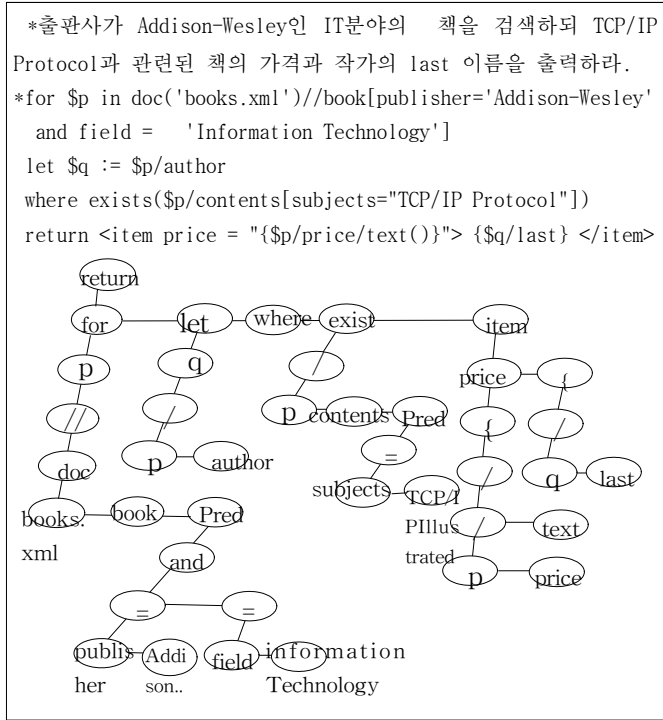 *출판사가 Addison-Wesley인 IT분야의 책을 검색하되 TCP/IP
Protocol과 관련된 책의 가격과 작가의 last 이름을 출력하라.
*for $p in doc('books.xml')//book[publisher='Addison-Wesley'
and field = 'Information Technology']
let $q := $p/author
where exists($p/contents[subjects="TCP/IP Protocol"])
return <item price = "{$p/price/text()}"> {$q/last} </item>
return
for let where exist item
p q / price {
// / p contents Pred { /
doc p author = / q last
books.xml book Pred subjects TCP/I
PIllus
trated
/ text
and p price
= =
publis
her
Addi
son..
field information
Technology